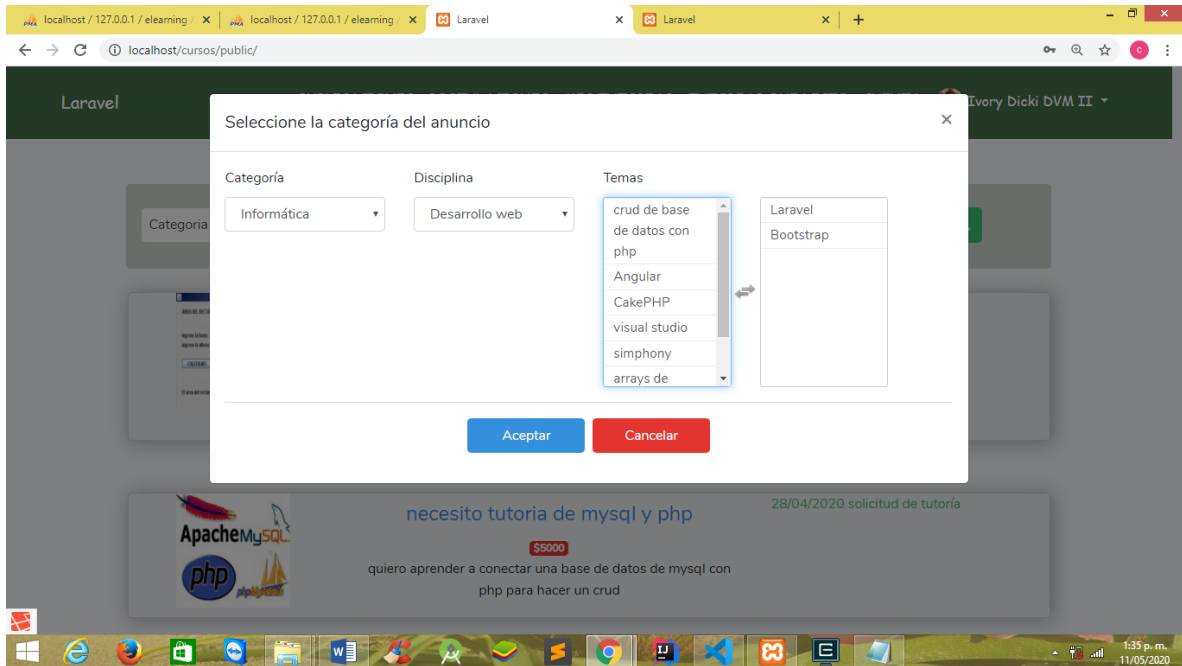 localhost / 127.0.0.1 / elearning /
localhost / 127.0.0.1 / elearning /
Laravel
Laravel
localhost/cursos/public/
C
Laravel
Ivory Dicki DVM II
Seleccione la categoría del anuncio
Categoría
Disciplina
Temas
Informática
Desarrollo web
crud de base
de datos con
php
Angular
CakePHP
visual studio
simphony
arrays de
Laravel
Bootstrap
Categoria
Aceptar
Cancelar
necesito tutoria de mysql y php
28/04/2020 solicitud de tutoría
$5000
quiero aprender a conectar una base de datos de mysql con
php para hacer un crud
ApacheMySQL
php
1:35 p. m.
11/05/2020